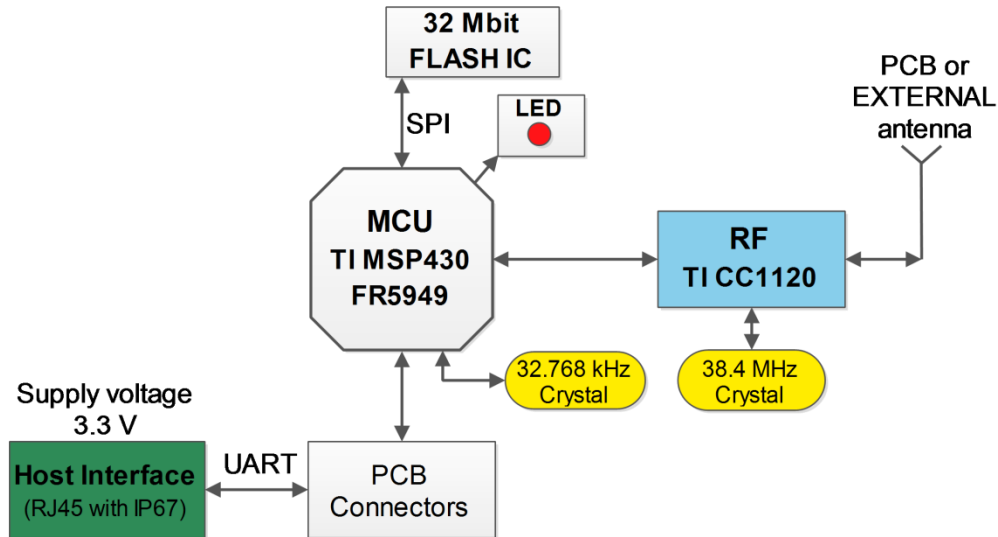 32 Mbit
FLASH IC
SPI
LED
PCB or
EXTERNAL
antenna
MCU
TI MSP430
FR5949
RF
TI CC1120
32.768 kHz
Crystal
38.4 MHz
Crystal
Supply voltage
3.3 V
Host Interface
(RJ45 with IP67)
UART
PCB
Connectors